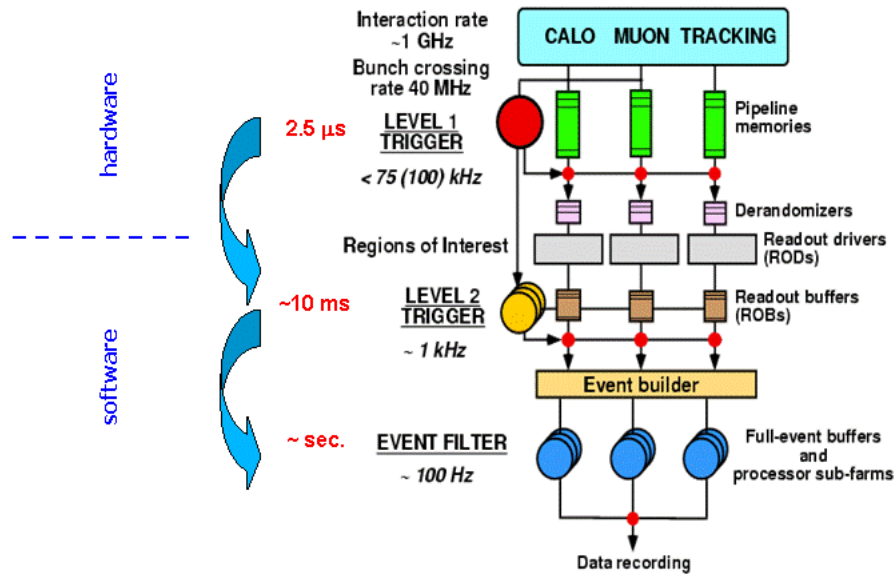 Interaction rate
~1 GHz
CALO MUON TRACKING
Bunch crossing
rate 40 MHz
hardware
2.5 µs
LEVEL 1
TRIGGER
< 75 (100) kHz
Pipeline
memories
Derandomizers
Regions of Interest
Readout drivers
(RODs)
~10 ms
LEVEL 2
TRIGGER
~ 1 kHz
Readout buffers
(ROBs)
software
Event builder
~ sec.
EVENT FILTER
~ 100 Hz
Full-event buffers
and
processor sub-farms
Data recording